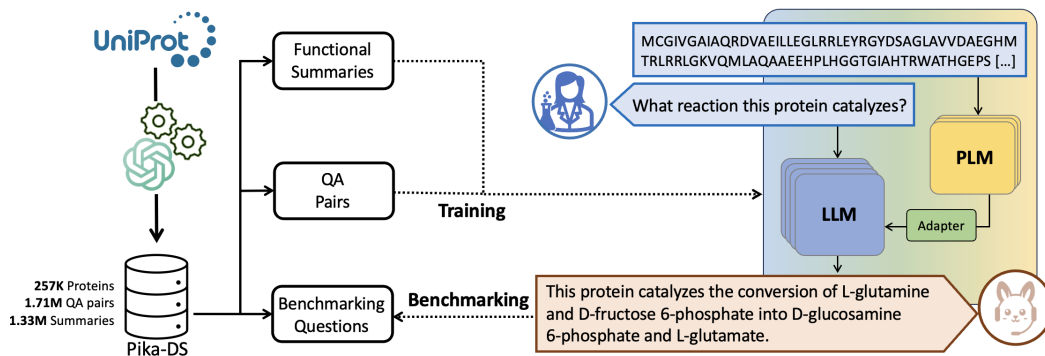 UniProt
257K Proteins
1.71M QA pairs
1.33M Summaries
Pika-DS
Functional
Summaries
QA
Pairs
Training
Benchmarking
Questions
Benchmarking
MCGIVGAIAQRDVAEILLEGLRRLEYRGYDSAGLAVVDAEGHM
TRLRRLGKVQMLAQAAEEHPLHGGTGIAHTRWATHGEPS [...]
What reaction this protein catalyzes?
PLM
LLM
Adapter
This protein catalyzes the conversion of L-glutamine
and D-fructose 6-phosphate into D-glucosamine
6-phosphate and L-glutamate.